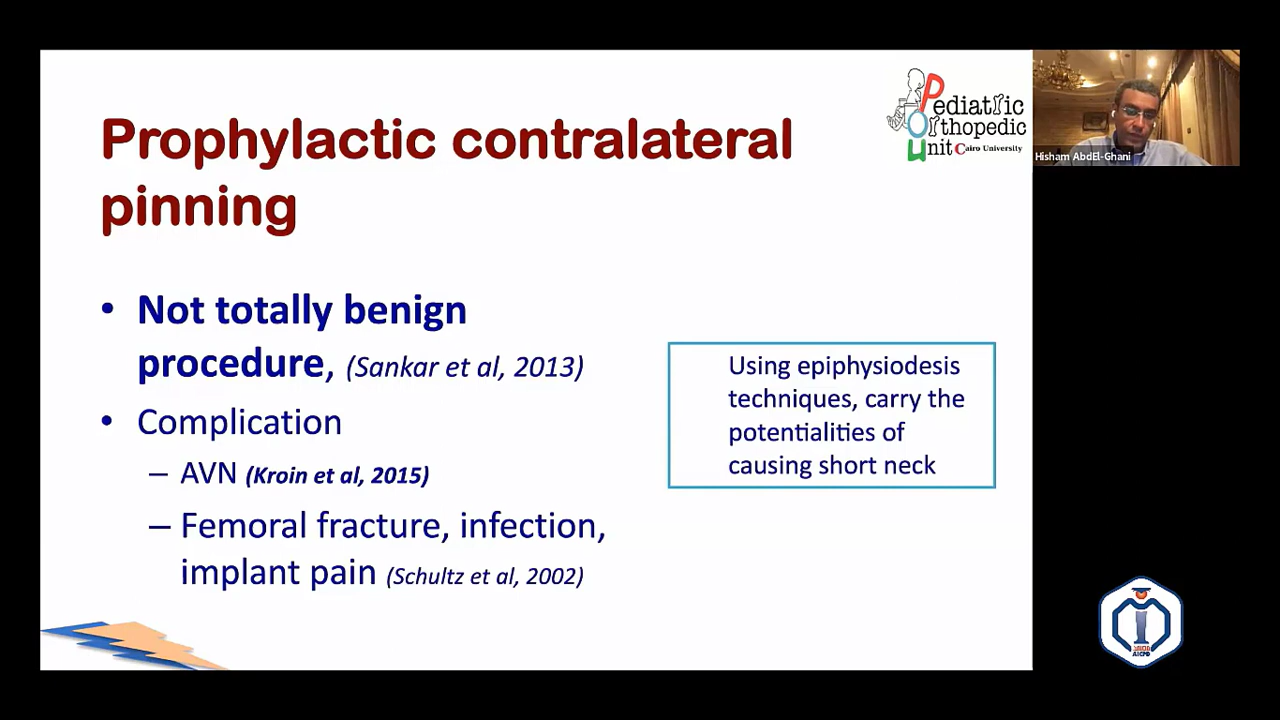 Prophylactic contralateral
pinning
• Not totally benign
procedure, (Sankar et al, 2013)
• Complication
– AVN (Kroin et al, 2015)
– Femoral fracture, infection,
implant pain (Schultz et al, 2002)
Using epiphysiodesis
techniques, carry the
potentialities of
causing short neck
Pediatric
Orthopedic
Unit Cairo University
Hisham AbdEl-Ghani